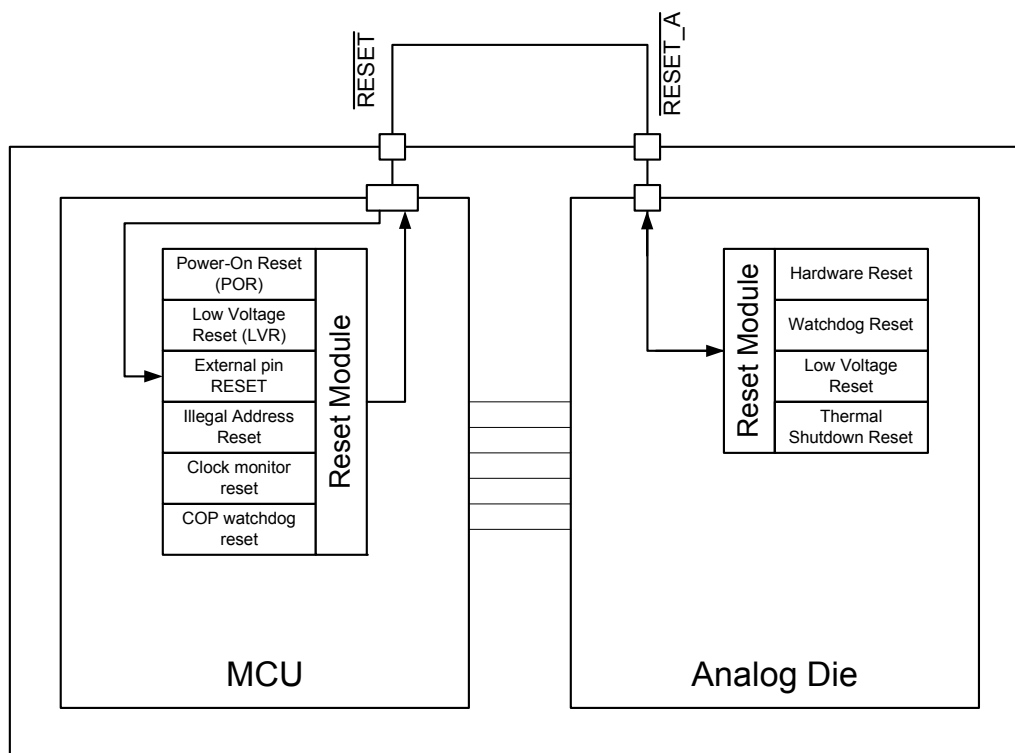 RESET
RESET_A
Power-On Reset
(POR)
Low Voltage
Reset (LVR)
External pin
RESET
Illegal Address
Reset
Clock monitor
reset
COP watchdog
reset
Reset Module
Reset Module
Hardware Reset
Watchdog Reset
Low Voltage
Reset
Thermal
Shutdown Reset
MCU
Analog Die